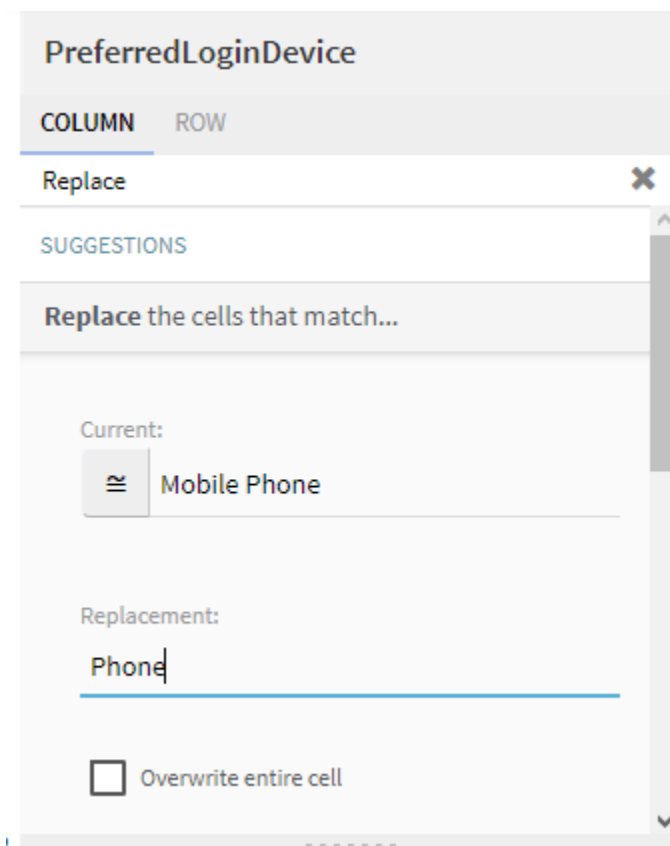 PreferredLoginDevice
COLUMN ROW
Replace
SUGGESTIONS
Replace the cells that match...
Current:
≅ Mobile Phone
Replacement:
Phone
Overwrite entire cell